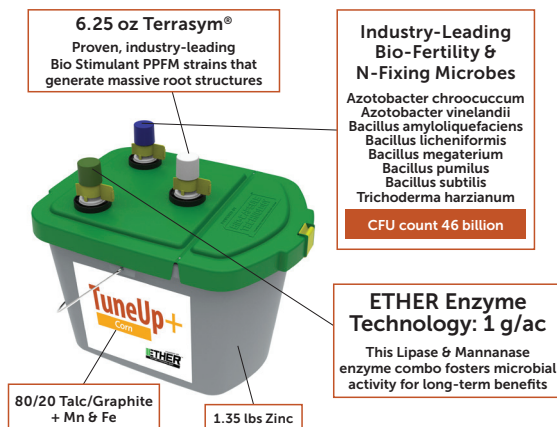 6.25 oz Terrasym®
Proven, industry-leading
Bio Stimulant PPFM strains that
generate massive root structures
Industry-Leading
Bio-Fertility &
N-Fixing Microbes
Azotobacter chroocuccum
Azotobacter vinelandii
Bacillus amyloliquefaciens
Bacillus licheniformis
Bacillus megaterium
Bacillus pumilus
Bacillus subtilis
Trichoderma harzianum
CFU count 46 billion
TuneUp+
Corn
ETHER
ETHER Enzyme
Technology: 1 g/ac
This Lipase & Mannanase
enzyme combo fosters microbial
activity for long-term benefits
80/20 Talc/Graphite
+ Mn & Fe
1.35 lbs Zinc